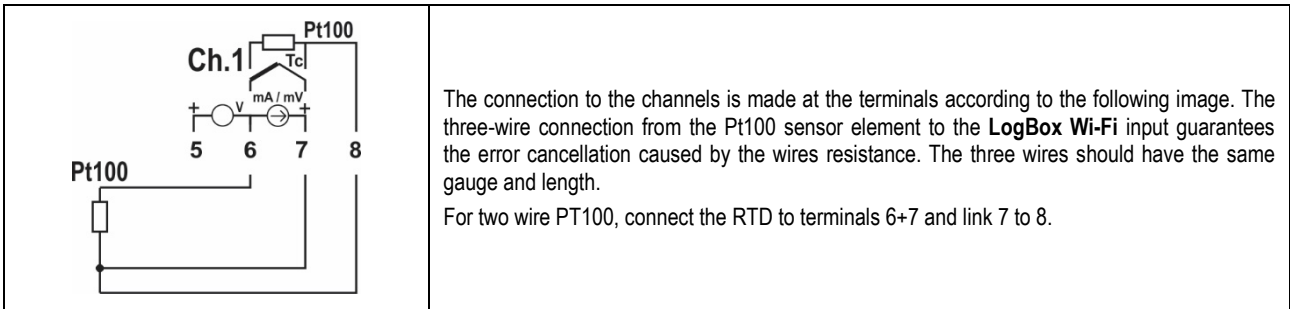 Pt100
Ch.1
Tc
mA / mV
+ V +
5 6 7 8
Pt100
The connection to the channels is made at the terminals according to the following image. The
three-wire connection from the Pt100 sensor element to the LogBox Wi-Fi input guarantees
the error cancellation caused by the wires resistance. The three wires should have the same
gauge and length.
For two wire PT100, connect the RTD to terminals 6+7 and link 7 to 8.